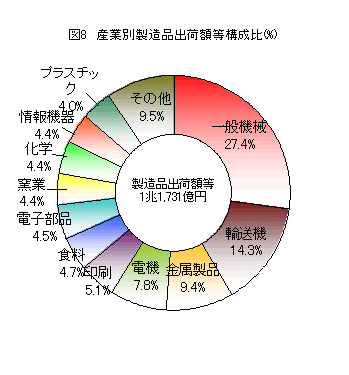 図8 産業別製造品出荷額等構成比(%)
一般機械
27.4%
輸送機
14.3%
金属製品
9.4%
電機
7.8%
印刷
5.1%
食料
4.7%
電子部品
4.5%
窯業
4.4%
化学
4.4%
情報機器
4.4%
プラスチッ
ク
4.0%
その他
9.5%
製造品出荷額等
1兆1,731億円